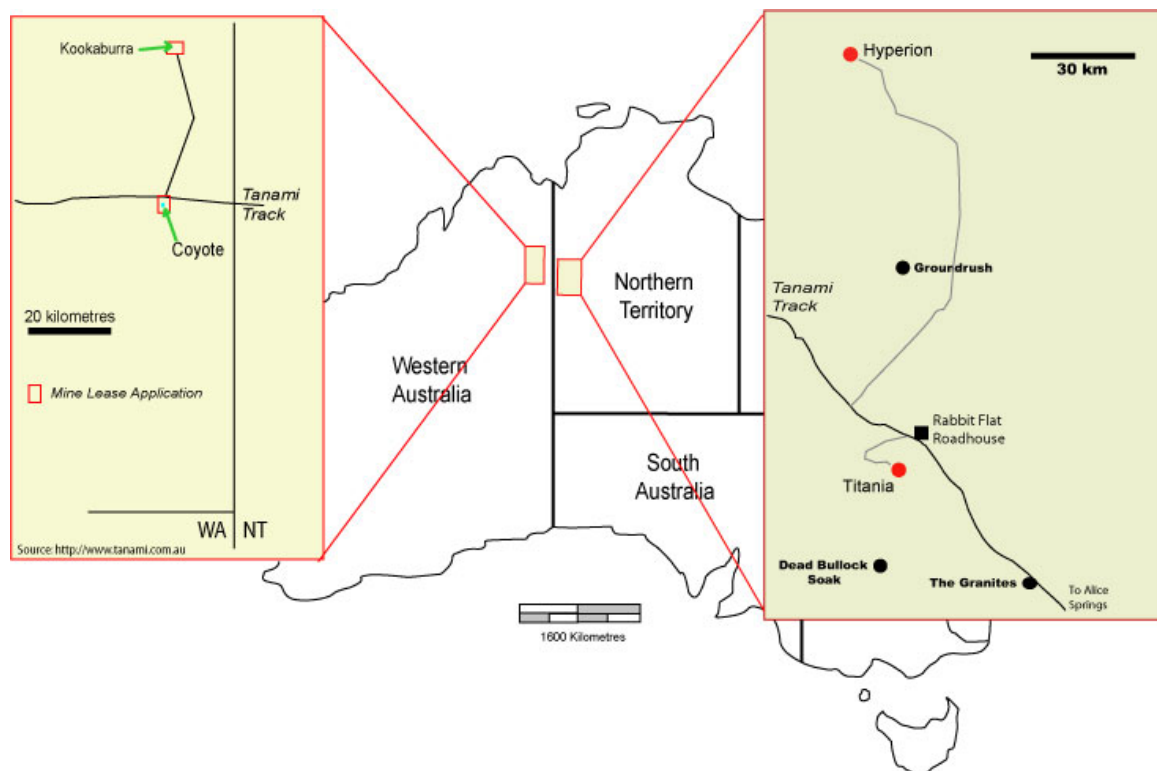 Kookaburra
Tanami
Track
Coyote
20 kilometres
Mine Lease Application
WA
NT
Source: http://www.tanami.com.au
Northern
Territory
Western
Australia
South
Australia
1600 Kilometres
Hyperion
30 km
Groundrush
Tanami
Track
Rabbit Flat
Roadhouse
Titania
Dead Bullock
Soak
The Granites
To Alice
Springs